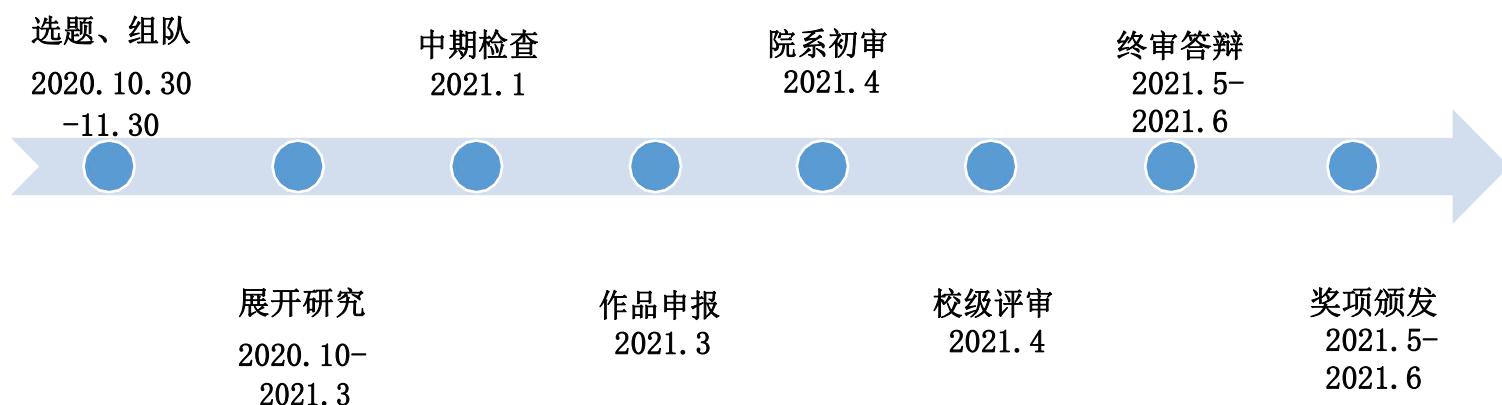 选题、组队
2020.10.30
-11.30
展开研究
2020.10-
2021.3
中期检查
2021.1
作品申报
2021.3
院系初审
2021.4
校级评审
2021.4
终审答辩
2021.5-
2021.6
奖项颁发
2021.5-
2021.6